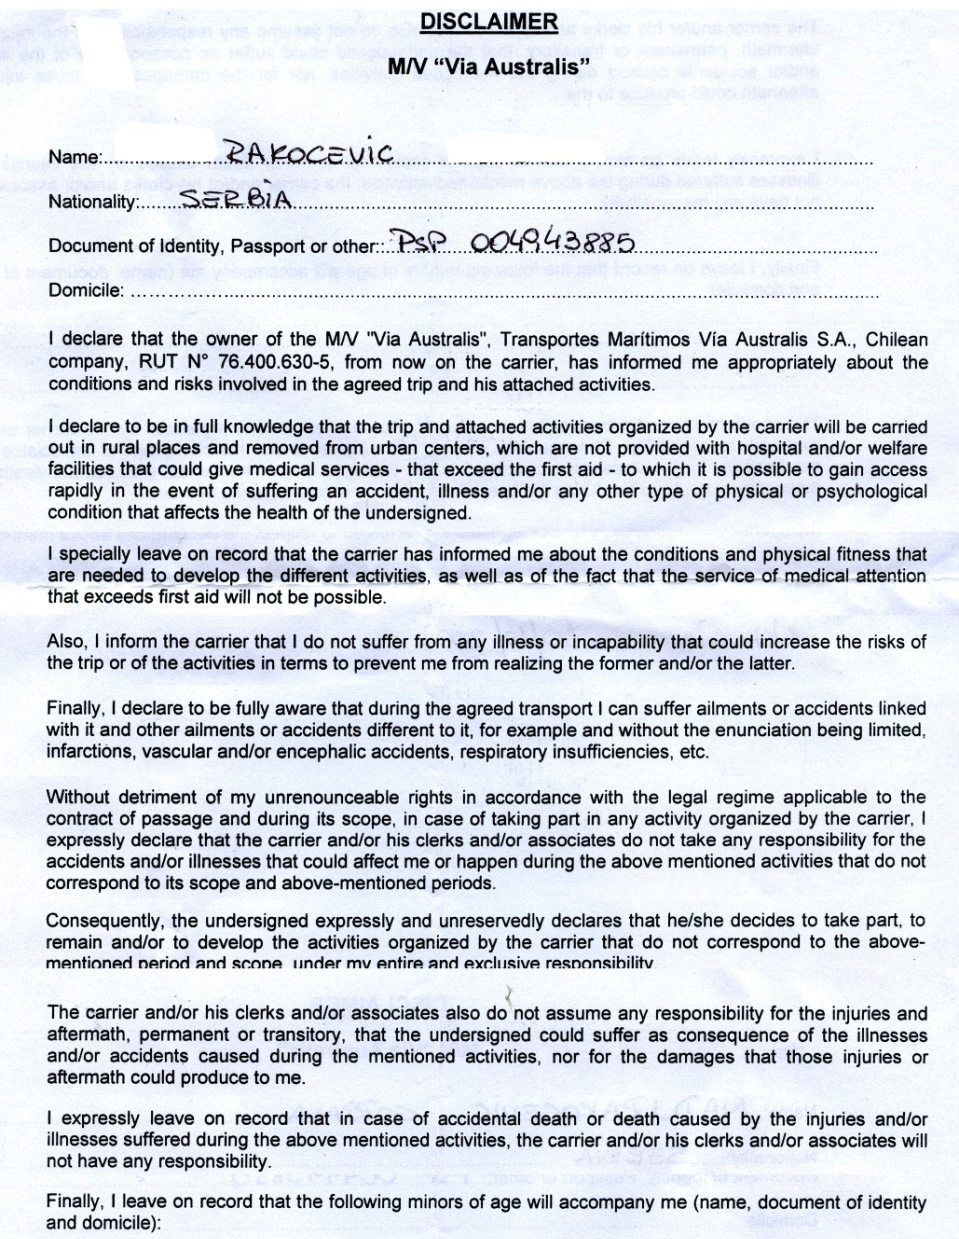 DISCLAIMER
M/V “Via Australis”
Name:.................... RAKOCEVIC ....................
Nationality:...... SERBIA ....................
Document of Identity, Passport or other:: PSP 004943885 ....................
Domicile: ....................
I declare that the owner of the M/V "Via Australis", Transportes Marítimos Vía Australis S.A., Chilean
company, RUT N° 76.400.630-5, from now on the carrier, has informed me appropriately about the
conditions and risks involved in the agreed trip and his attached activities.
I declare to be in full knowledge that the trip and attached activities organized by the carrier will be carried
out in rural places and removed from urban centers, which are not provided with hospital and/or welfare
facilities that could give medical services - that exceed the first aid - to which it is possible to gain access
rapidly in the event of suffering an accident, illness and/or any other type of physical or psychological
condition that affects the health of the undersigned.
I specially leave on record that the carrier has informed me about the conditions and physical fitness that
are needed to develop the different activities, as well as of the fact that the service of medical attention
that exceeds first aid will not be possible.
Also, I inform the carrier that I do not suffer from any illness or incapability that could increase the risks of
the trip or of the activities in terms to prevent me from realizing the former and/or the latter.
Finally, I declare to be fully aware that during the agreed transport I can suffer ailments or accidents linked
with it and other ailments or accidents different to it, for example and without the enunciation being limited,
infarctions, vascular and/or encephalic accidents, respiratory insufficiencies, etc.
Without detriment of my unrenounceable rights in accordance with the legal regime applicable to the
contract of passage and during its scope, in case of taking part in any activity organized by the carrier, I
expressly declare that the carrier and/or his clerks and/or associates do not take any responsibility for the
accidents and/or illnesses that could affect me or happen during the above mentioned activities that do not
correspond to its scope and above-mentioned periods.
Consequently, the undersigned expressly and unreservedly declares that he/she decides to take part, to
remain and/or to develop the activities organized by the carrier that do not correspond to the above-
mentioned period and scope, under my entire and exclusive responsibility.
The carrier and/or his clerks and/or associates also do not assume any responsibility for the injuries and
aftermath, permanent or transitory, that the undersigned could suffer as consequence of the illnesses
and/or accidents caused during the mentioned activities, nor for the damages that those injuries or
aftermath could produce to me.
I expressly leave on record that in case of accidental death or death caused by the injuries and/or
illnesses suffered during the above mentioned activities, the carrier and/or his clerks and/or associates will
not have any responsibility.
Finally, I leave on record that the following minors of age will accompany me (name, document of identity
and domicile):